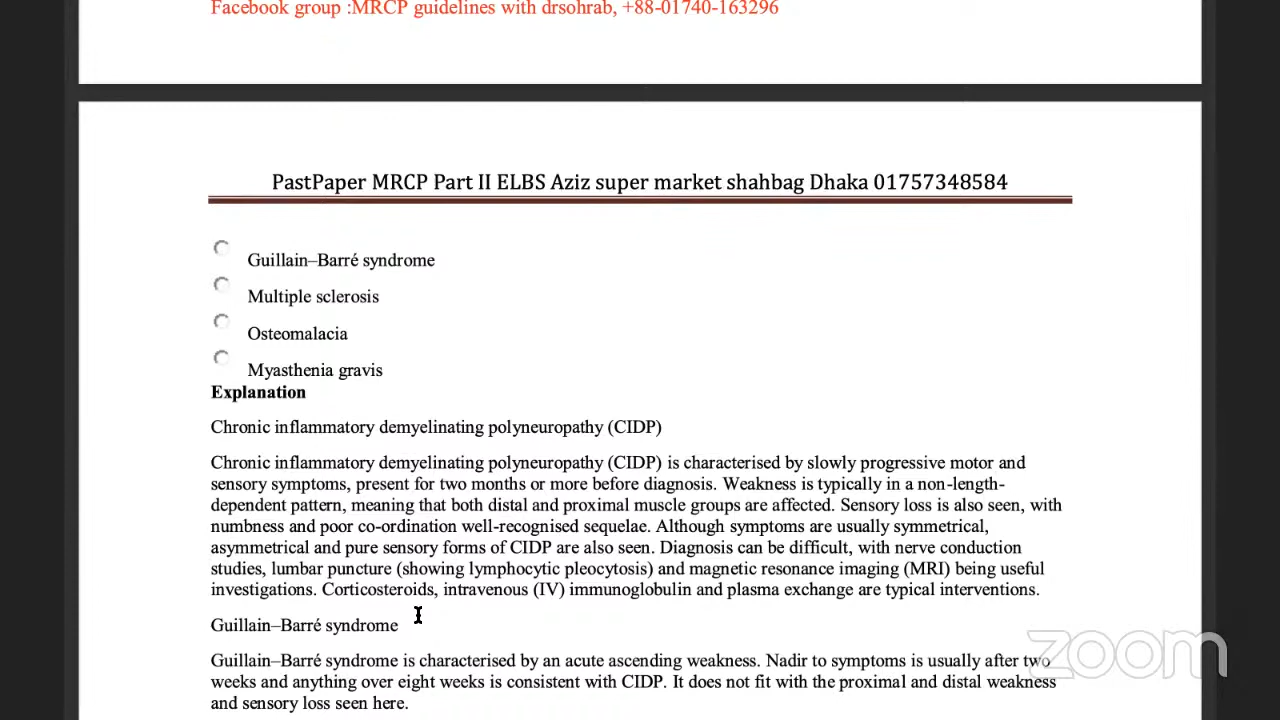 Facebook group :MRCP guidelines with drsohrab, +88-01740-163296
PastPaper MRCP Part II ELBS Aziz super market shahbag Dhaka 01757348584
Guillain–Barré syndrome
Multiple sclerosis
Osteomalacia
Myasthenia gravis
Explanation
Chronic inflammatory demyelinating polyneuropathy (CIDP)
Chronic inflammatory demyelinating polyneuropathy (CIDP) is characterised by slowly progressive motor and
sensory symptoms, present for two months or more before diagnosis. Weakness is typically in a non-length-
dependent pattern, meaning that both distal and proximal muscle groups are affected. Sensory loss is also seen, with
numbness and poor co-ordination well-recognised sequelae. Although symptoms are usually symmetrical,
asymmetrical and pure sensory forms of CIDP are also seen. Diagnosis can be difficult, with nerve conduction
studies, lumbar puncture (showing lymphocytic pleocytosis) and magnetic resonance imaging (MRI) being useful
investigations. Corticosteroids, intravenous (IV) immunoglobulin and plasma exchange are typical interventions.
Guillain–Barré syndrome
Guillain–Barré syndrome is characterised by an acute ascending weakness. Nadir to symptoms is usually after two
weeks and anything over eight weeks is consistent with CIDP. It does not fit with the proximal and distal weakness
and sensory loss seen here.
zoom